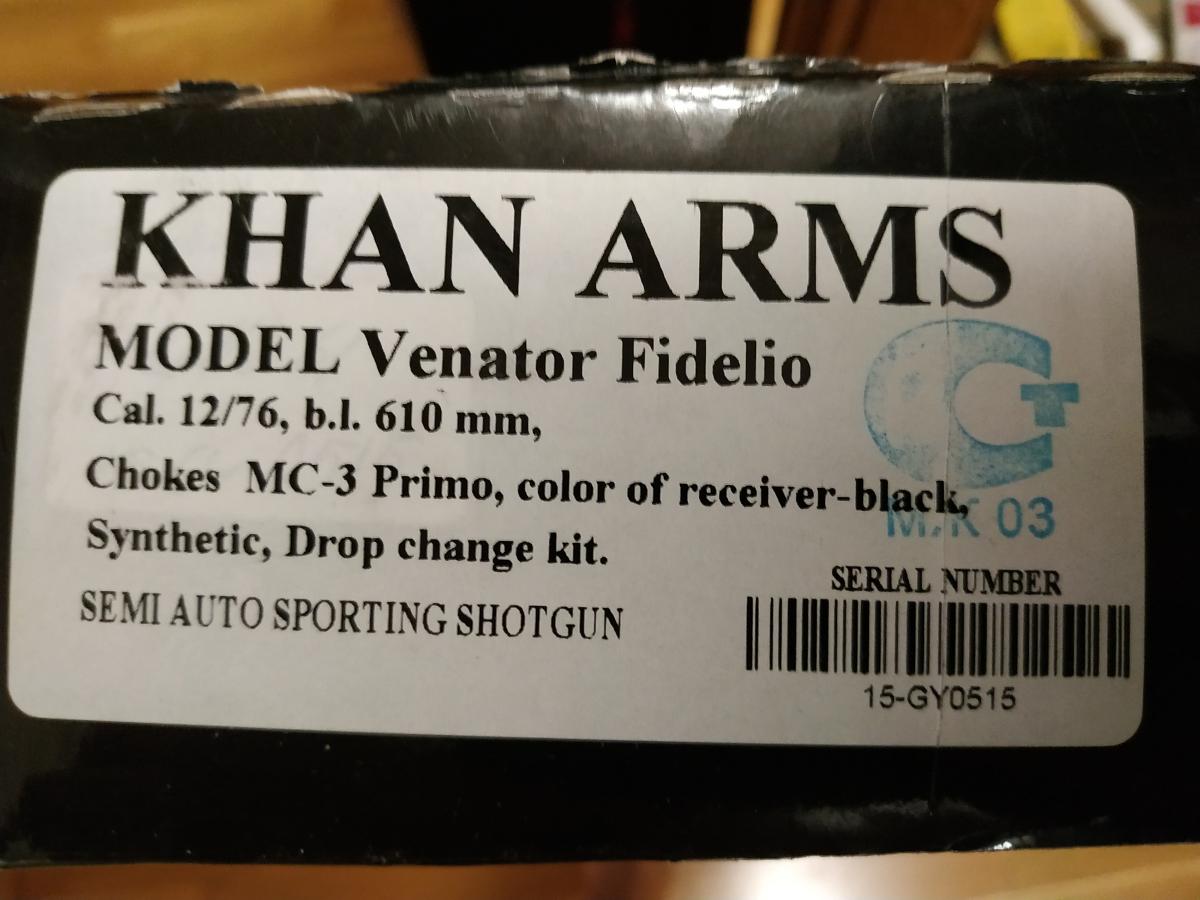 KHAN ARMS
MODEL Venator Fidelio
Cal. 12/76, b.l. 610 mm,
Chokes MC-3 Primo, color of receiver-black,
Synthetic, Drop change kit.
SEMI AUTO SPORTING SHOTGUN
03
SERIAL NUMBER
15-GY0515